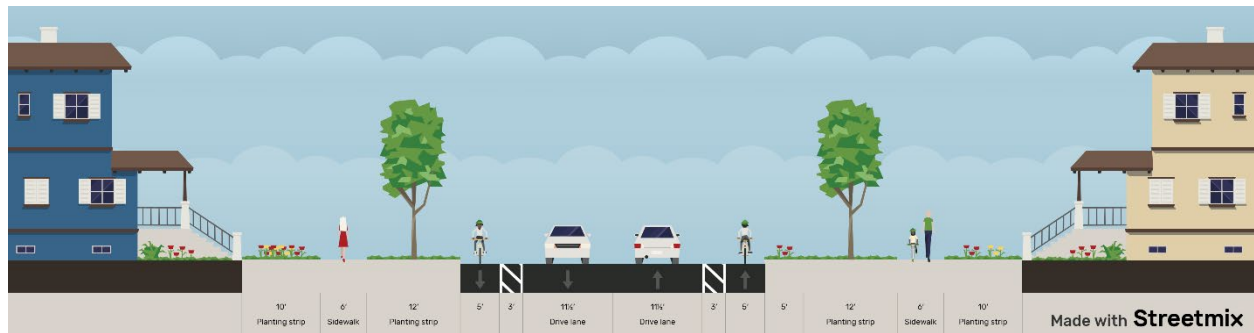 10' 6' 12' 5' 3' 11½' 11½' 3' 5' 5' 12' 6' 10'
Planting strip Sidewalk Planting strip Drive lane Drive lane Planting strip Sidewalk Planting strip
Made with Streetmix